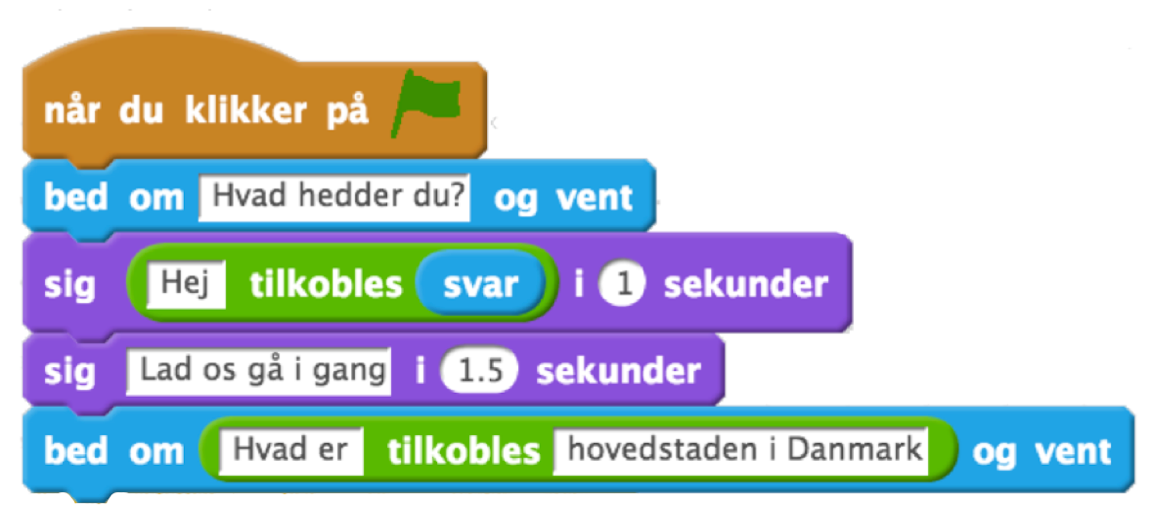 når du klikker på
bed om Hvad hedder du? og vent
sig Hej tilkobles svar i 1 sekunder
sig Lad os gå i gang i 1.5 sekunder
bed om Hvad er tilkobles hovedstaden i Danmark og vent